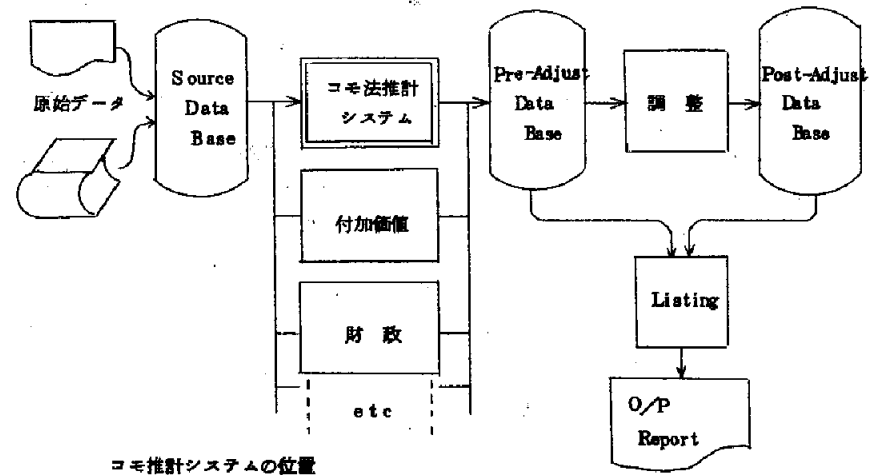 原始データ
Source
Data
Base
コモ法推計
システム
付加価値
財 政
etc
Pre-Adjust
Data
Base
調 整
Post-Adjust
Data
Base
Listing
O/P
Report
コモ推計システムの位置